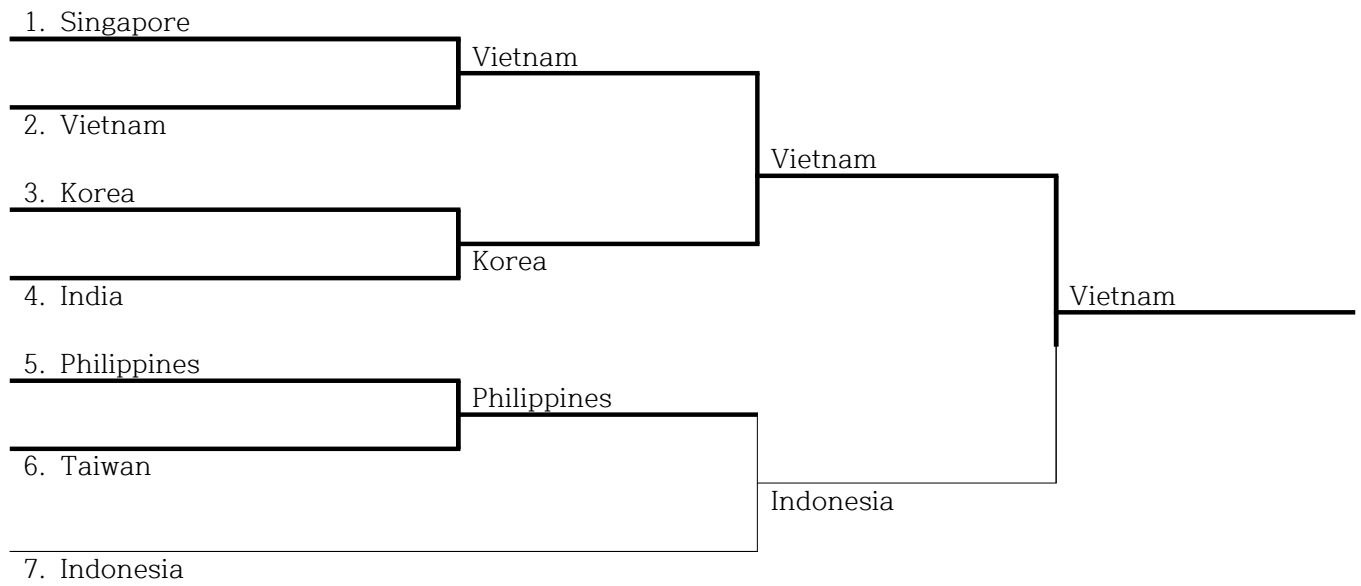 1. Singapore
Vietnam
2. Vietnam
Vietnam
3. Korea
Korea
4. India
Vietnam
5. Philippines
Philippines
6. Taiwan
Indonesia
7. Indonesia